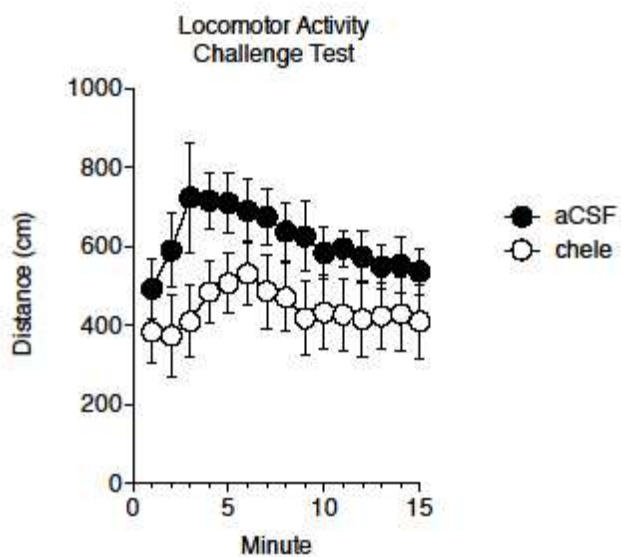 Locomotor Activity
Challenge Test
1000
800
600
400
200
0
Distance (cm)
0
5
10
15
Minute
aCSF
chele